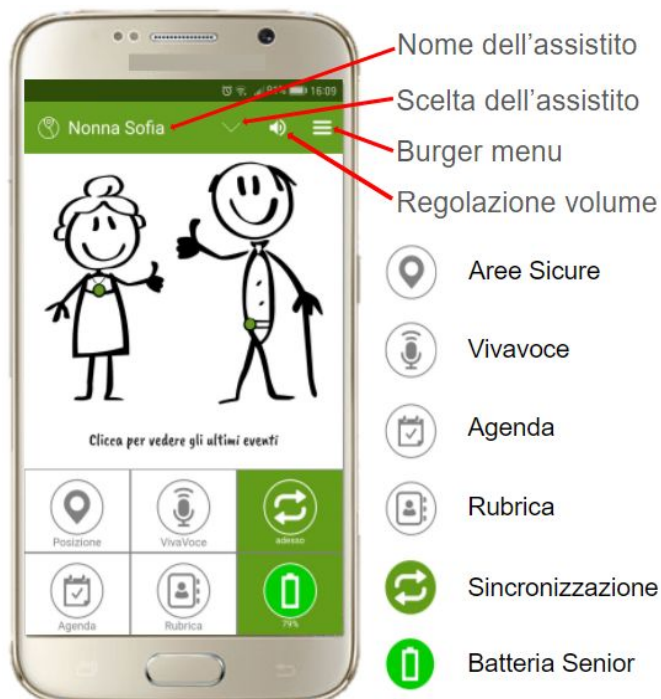 Nome dell'assistito
81% 16:09
Scelta dell'assistito
Nonna Sofia
Burger menu
Regolazione volume
Aree Sicure
Vivavoce
Agenda
Clicca per vedere gli ultimi eventi
Rubrica
Posizione
VivaVoce
adesso
Sincronizzazione
Agenda
Rubrica
79%
Batteria Senior